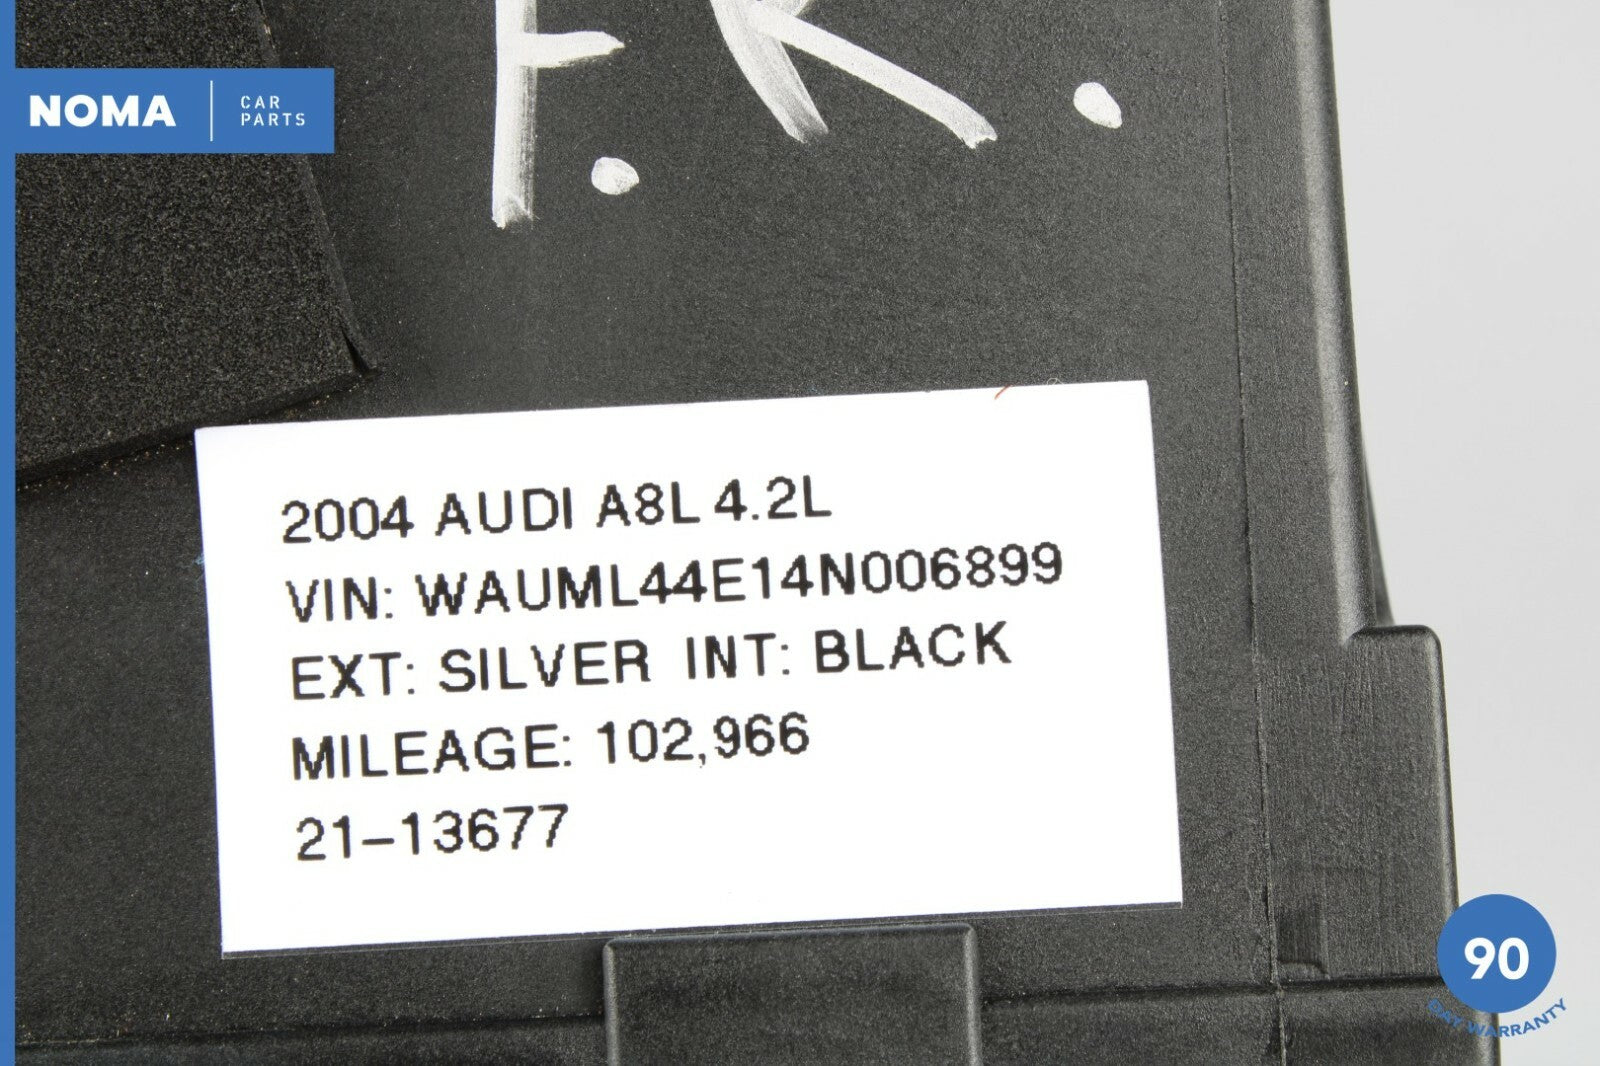 F. R.
NOMA
CAR
PARTS
2004 AUDI A8L 4.2L
VIN: WAUML44E14N006899
EXT: SILVER INT: BLACK
MILEAGE: 102,966
21-13677
90
DAY WARRANTY